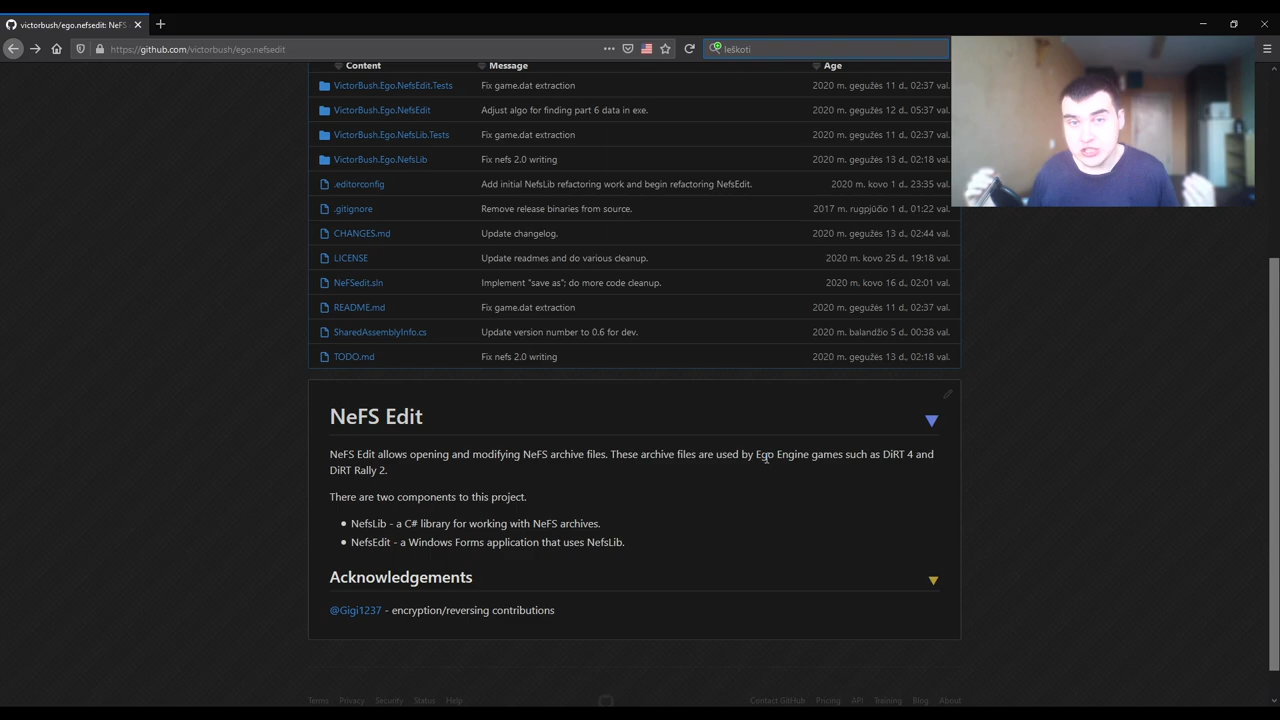 victorbush/ego.nefsedit: NeFS
https://github.com/victorbush/ego.nefsedit
Ieškoti
Content Message Age
VictorBush.Ego.NefsEdit.Tests Fix game.dat extraction 2020 m. gegužės 11 d., 02:37 val.
VictorBush.Ego.NefsEdit Adjust algo for finding part 6 data in exe. 2020 m. gegužės 12 d., 05:37 val.
VictorBush.Ego.NefsLib.Tests Fix game.dat extraction 2020 m. gegužės 11 d., 02:37 val.
VictorBush.Ego.NefsLib Fix nefs 2.0 writing 2020 m. gegužės 13 d., 02:18 val.
.editorconfig Add initial NefsLib refactoring work and begin refactoring NefsEdit. 2020 m. kovo 1 d., 23:35 val.
.gitignore Remove release binaries from source. 2017 m. rugpjūčio 1 d., 01:22 val.
CHANGES.md Update changelog. 2020 m. gegužės 13 d., 02:44 val.
LICENSE Update readmes and do various cleanup. 2020 m. kovo 25 d., 19:18 val.
NeFSedit.sln Implement "save as"; do more code cleanup. 2020 m. kovo 16 d., 02:01 val.
README.md Fix game.dat extraction 2020 m. gegužės 11 d., 02:37 val.
SharedAssemblyInfo.cs Update version number to 0.6 for dev. 2020 m. balandžio 5 d., 00:38 val.
TODO.md Fix nefs 2.0 writing 2020 m. gegužės 13 d., 02:18 val.
NeFS Edit
NeFS Edit allows opening and modifying NeFS archive files. These archive files are used by Ego Engine games such as DiRT 4 and
DiRT Rally 2.
There are two components to this project.
NefsLib - a C# library for working with NeFS archives.
NefsEdit - a Windows Forms application that uses NefsLib.
Acknowledgements
@Gigi1237 - encryption/reversing contributions
Terms Privacy Security Status Help Contact GitHub Pricing API Training Blog About